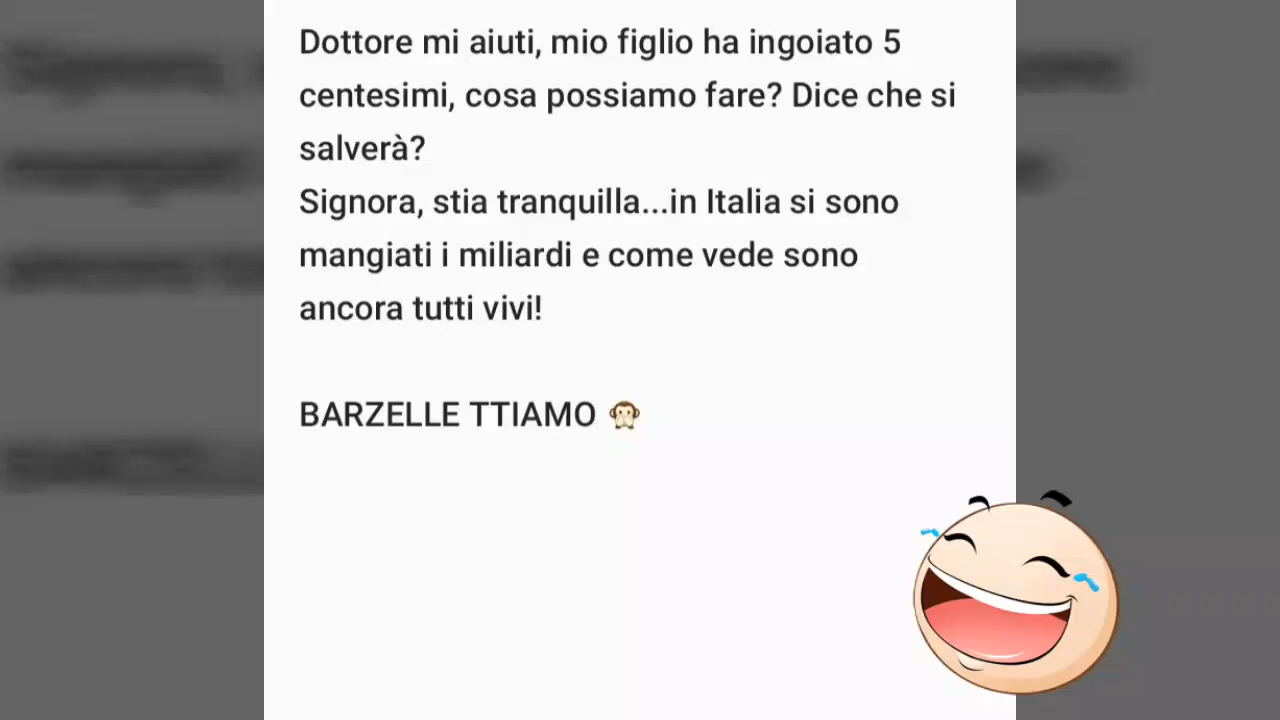 Dottore mi aiuti, mio figlio ha ingoiato 5
centesimi, cosa possiamo fare? Dice che si
salverà?
Signora, stia tranquilla...in Italia si sono
mangiati i miliardi e come vede sono
ancora tutti vivi!
BARZELLE TTIAMO 🙊